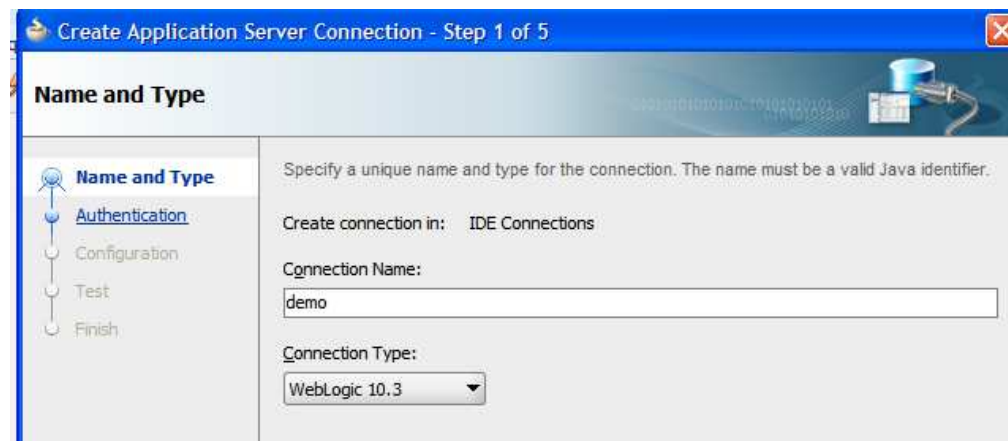 Create Application Server Connection - Step 1 of 5
Name and Type
Name and Type
Authentication
Configuration
Test
Finish
Specify a unique name and type for the connection. The name must be a valid Java identifier.
Create connection in: IDE Connections
Connection Name:
demo
Connection Type:
WebLogic 10.3